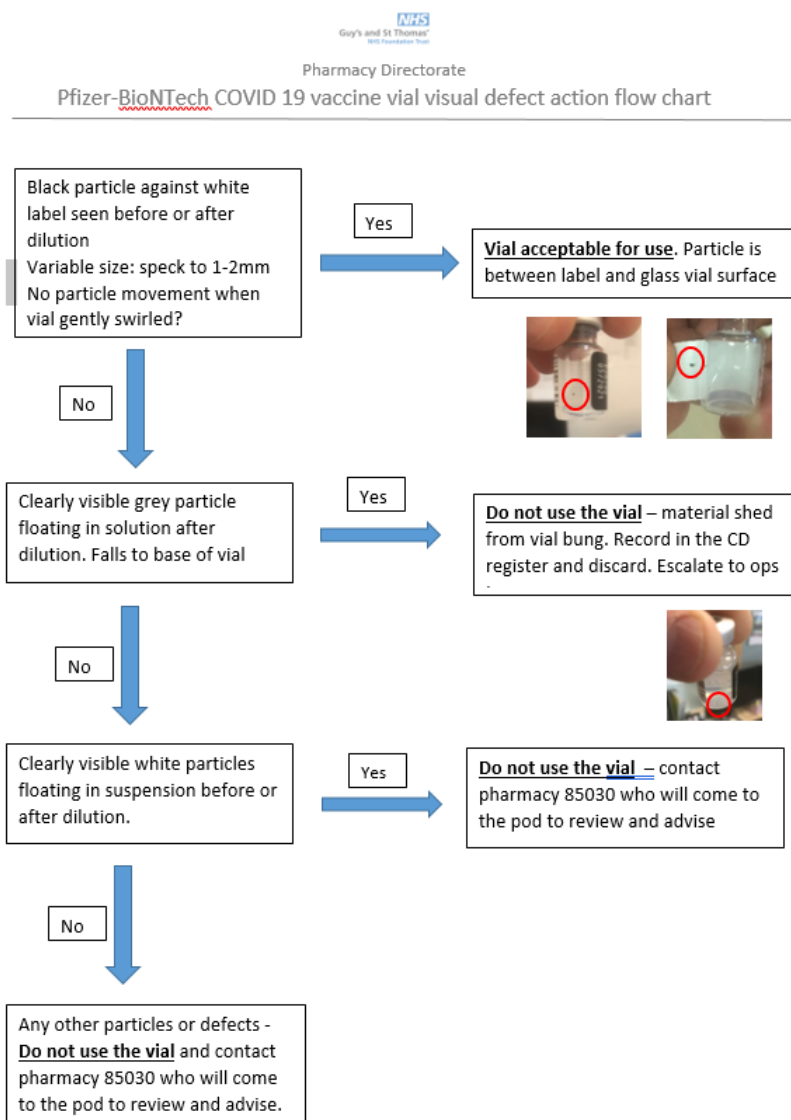 NHS
Guy's and St Thomas'
NHS Foundation Trust
Pharmacy Directorate
Pfizer-BioNTech COVID 19 vaccine vial visual defect action flow chart
Black particle against white
label seen before or after
dilution
Variable size: speck to 1-2mm
No particle movement when
vial gently swirled?
Yes
Vial acceptable for use. Particle is
between label and glass vial surface
No
Clearly visible grey particle
floating in solution after
dilution. Falls to base of vial
Yes
Do not use the vial – material shed
from vial bung. Record in the CD
register and discard. Escalate to ops
No
Clearly visible white particles
floating in suspension before or
after dilution.
Yes
Do not use the vial – contact
pharmacy 85030 who will come to
the pod to review and advise
No
Any other particles or defects -
Do not use the vial and contact
pharmacy 85030 who will come
to the pod to review and advise.